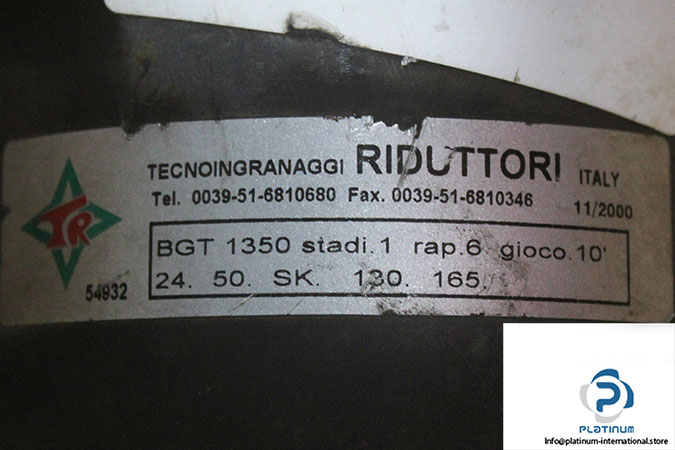 TECNOINGRANAGGI RIDUTTORI ITALY
Tel. 0039-51-6810680 Fax. 0039-51-6810346 11/2000
TR
BGT 1350 stadi.1 rap.6 gioco.10'
24. 50. SK. 130. 165.
54932
P
PLATINUM
Info@platinum-international.store